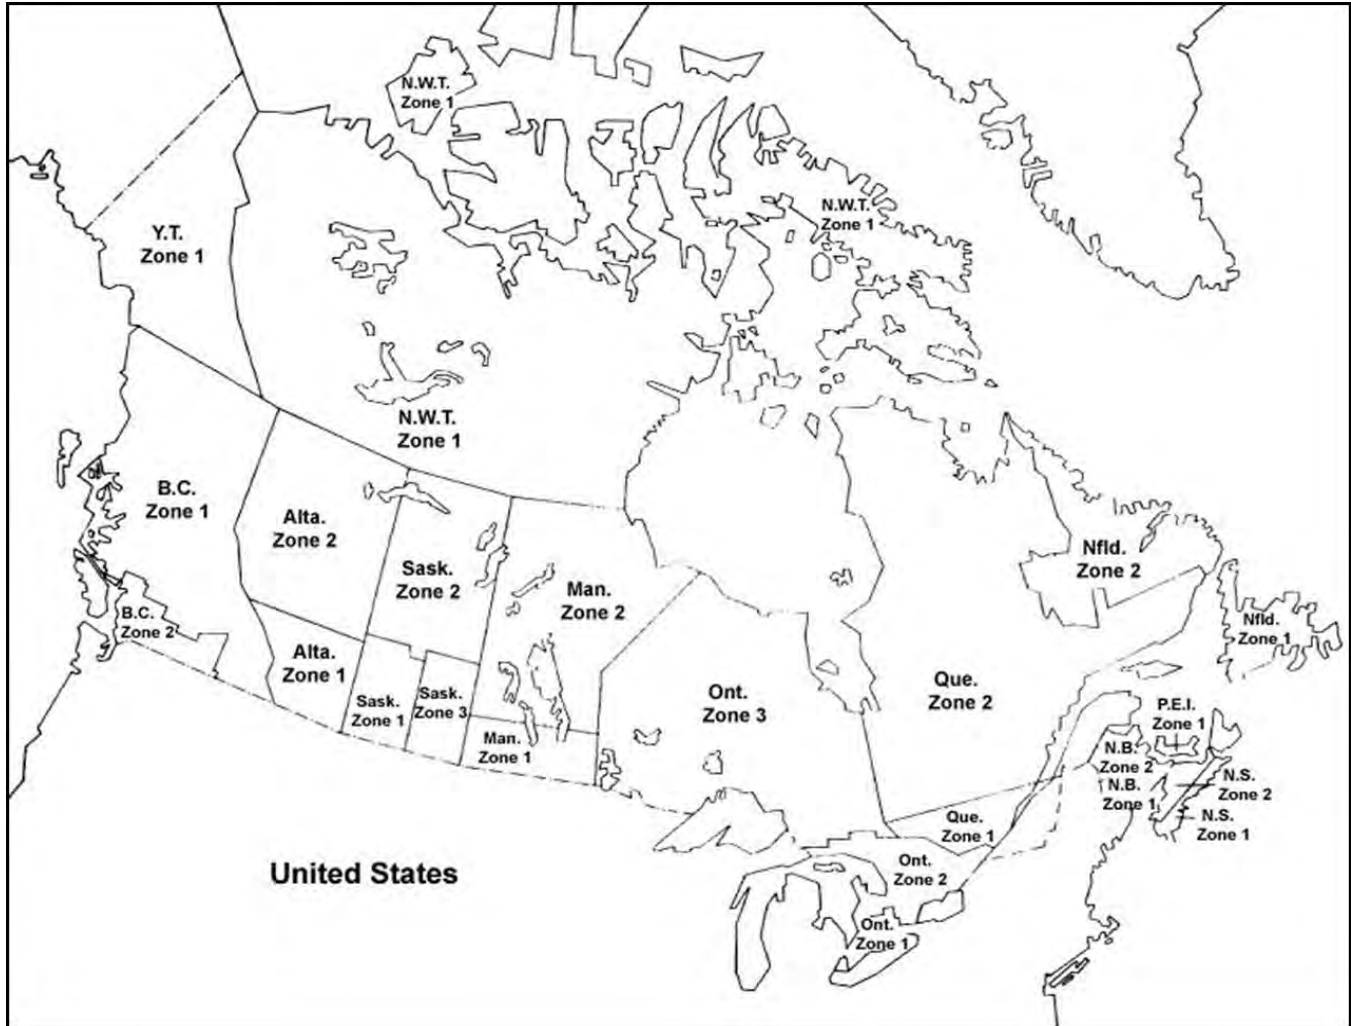 N.W.T.
Zone 1
N.W.T.
Zone 1
Y.T.
Zone 1
N.W.T.
Zone 1
B.C.
Zone 1
Alta.
Zone 2
Sask.
Zone 2
Man.
Zone 2
Nfld.
Zone 2
B.C.
Zone 2
Nfld.
Zone 1
Alta.
Zone 1
Sask.
Zone 1
Sask.
Zone 3
Ont.
Zone 3
Que.
Zone 2
P.E.I.
Zone 1
Man.
Zone 1
N.B.
Zone 2
N.B.
Zone 1
N.S.
Zone 2
N.S.
Zone 1
Que.
Zone 1
Ont.
Zone 2
United States
Ont.
Zone 1